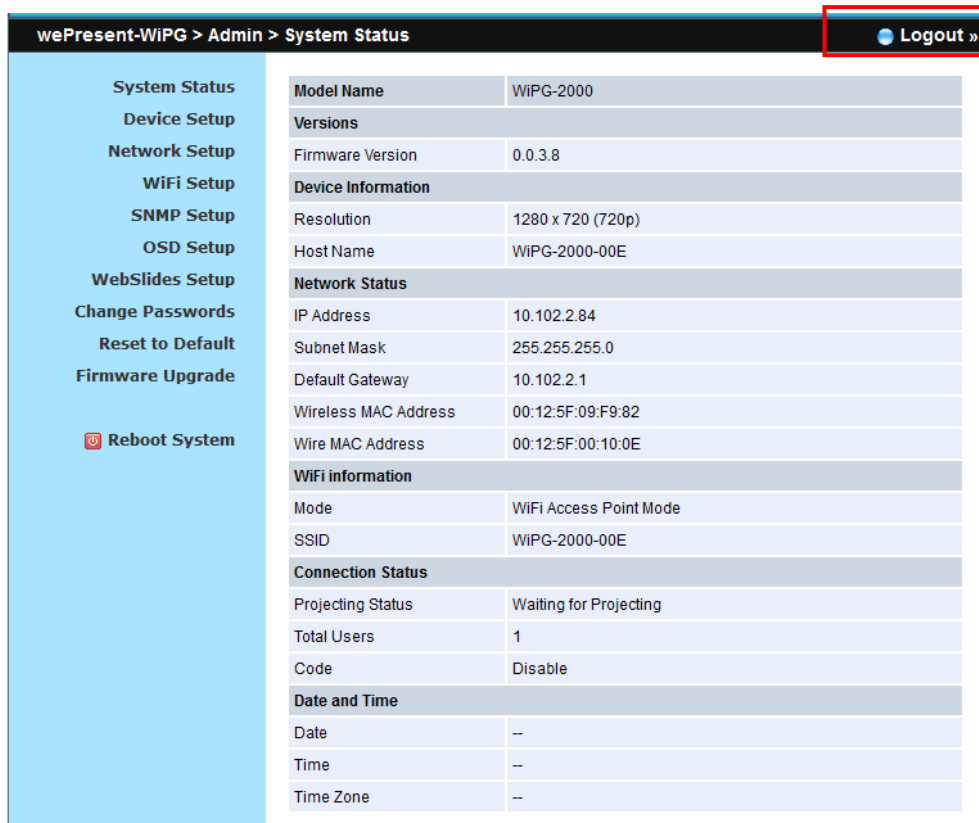 wePresent-WiPG > Admin > System Status
Logout »
System Status
Device Setup
Network Setup
WiFi Setup
SNMP Setup
OSD Setup
WebSlides Setup
Change Passwords
Reset to Default
Firmware Upgrade
Reboot System
Model Name WiPG-2000
Versions
Firmware Version 0.0.3.8
Device Information
Resolution 1280 x 720 (720p)
Host Name WiPG-2000-00E
Network Status
IP Address 10.102.2.84
Subnet Mask 255.255.255.0
Default Gateway 10.102.2.1
Wireless MAC Address 00:12:5F:09:F9:82
Wire MAC Address 00:12:5F:00:10:0E
WiFi information
Mode WiFi Access Point Mode
SSID WiPG-2000-00E
Connection Status
Projecting Status Waiting for Projecting
Total Users 1
Code Disable
Date and Time
Date --
Time --
Time Zone --